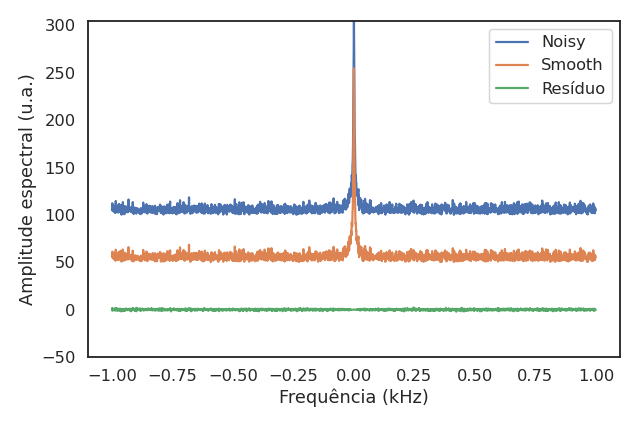 300
250
200
150
100
50
0
−50
Amplitude espectral (u.a.)
Noisy
Smooth
Resíduo
−1.00 −0.75 −0.50 −0.25 0.00 0.25 0.50 0.75 1.00
Frequência (kHz)